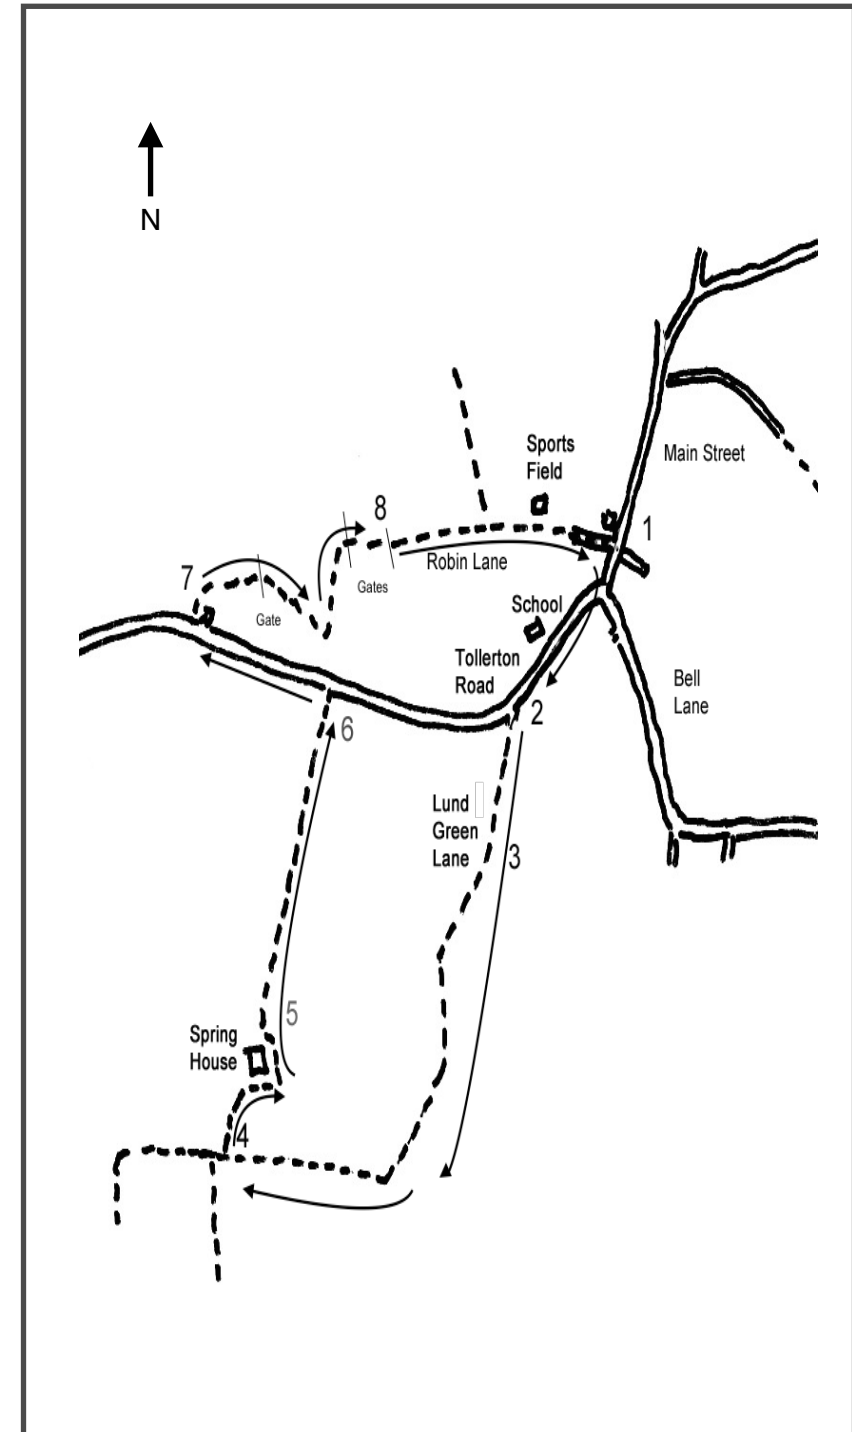 N
Sports
Field
Main Street
8
1
Robin Lane
7
Gates
Gate
School
Tollerton
Road
Bell
Lane
2
6
Lund
Green
Lane
3
5
Spring
House
4